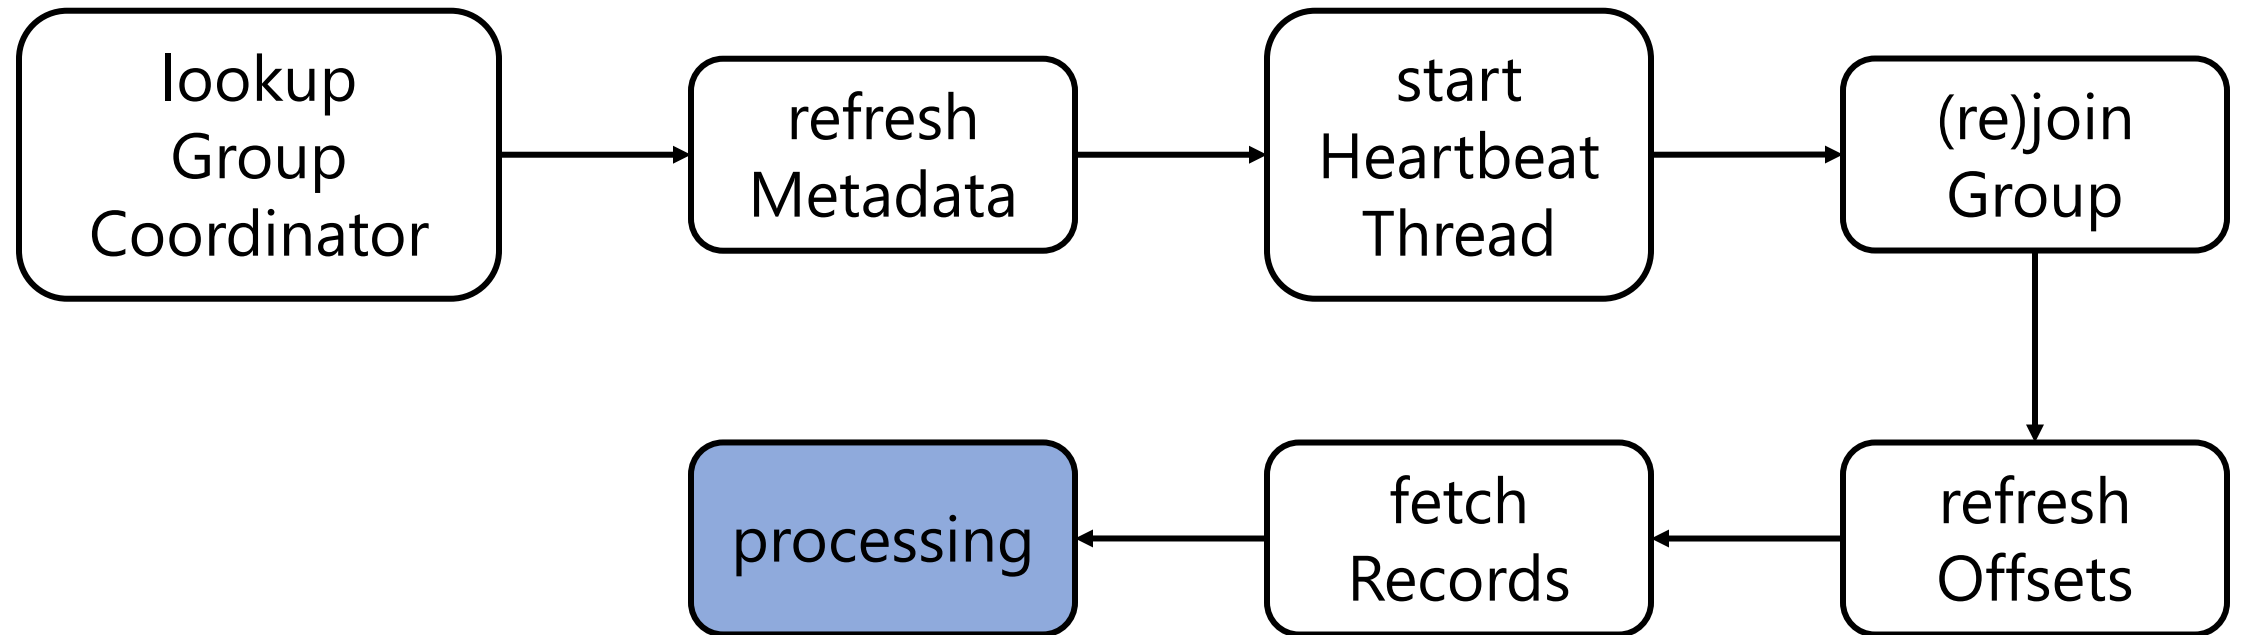 lookup
Group
Coordinator
refresh
Metadata
start
Heartbeat
Thread
(re)join
Group
refresh
Offsets
fetch
Records
processing